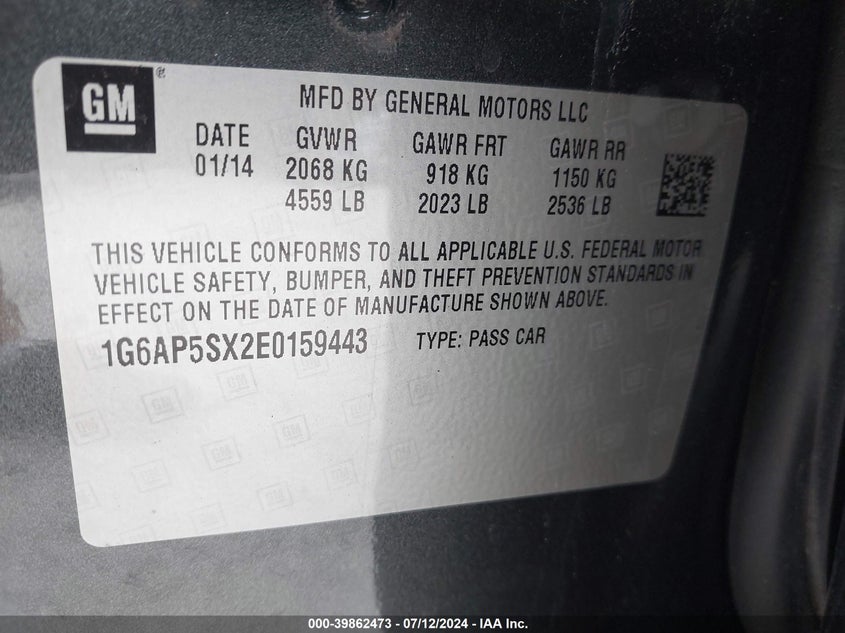 GM®
MFD BY GENERAL MOTORS LLC
DATE GVWR GAWR FRT GAWR RR
01/14 2068 KG 918 KG 1150 KG
4559 LB 2023 LB 2536 LB
THIS VEHICLE CONFORMS TO ALL APPLICABLE U.S. FEDERAL MOTOR
VEHICLE SAFETY, BUMPER, AND THEFT PREVENTION STANDARDS IN
EFFECT ON THE DATE OF MANUFACTURE SHOWN ABOVE.
1G6AP5SX2E0159443 TYPE: PASS CAR
000-39862473 - 07/12/2024 - IAA Inc.